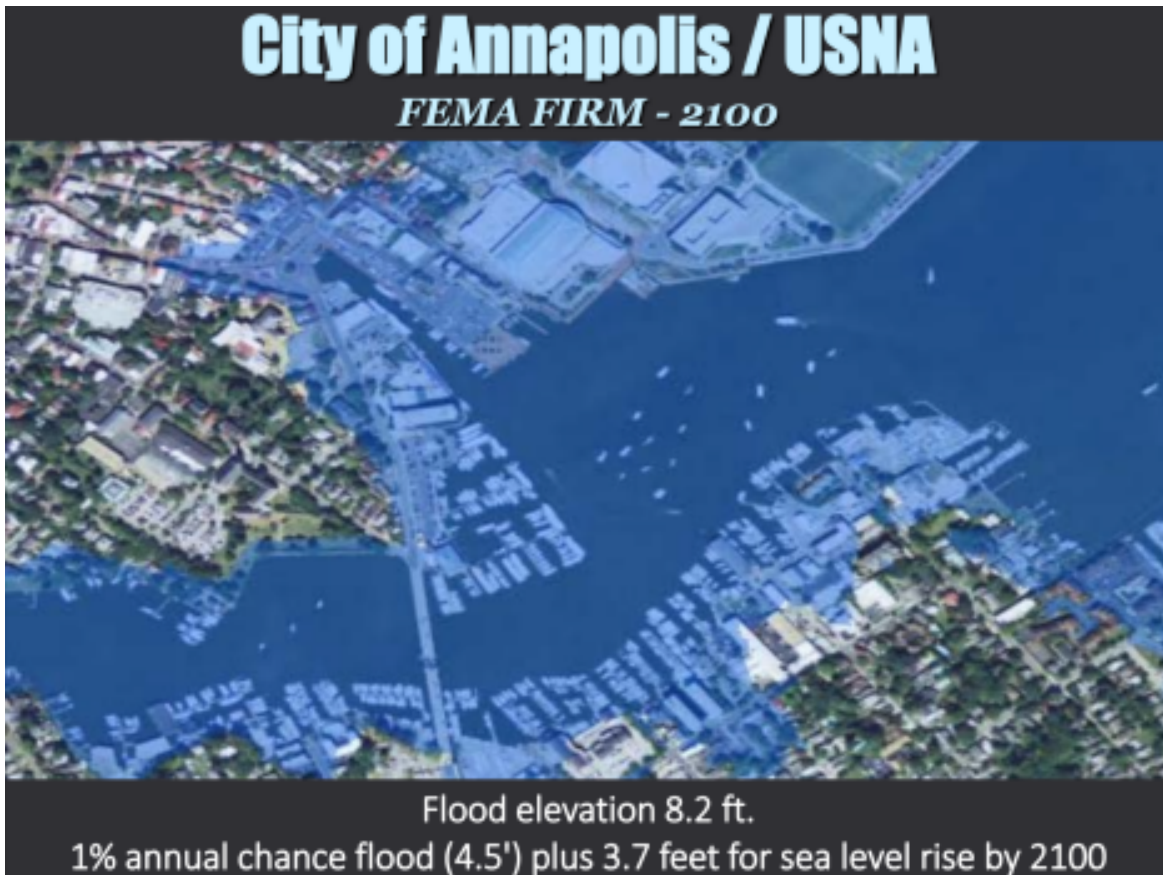 City of Annapolis / USNA
FEMA FIRM - 2100
Flood elevation 8.2 ft.
1% annual chance flood (4.5') plus 3.7 feet for sea level rise by 2100